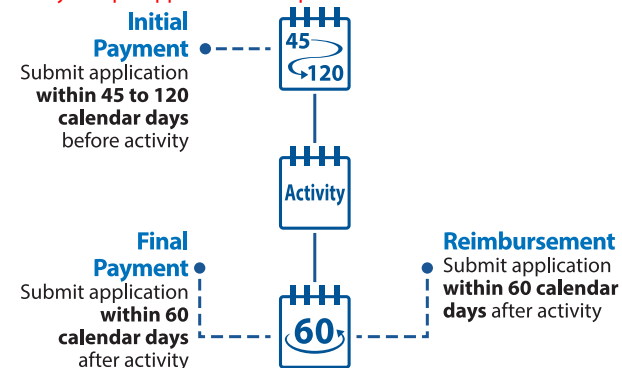 Initial
Payment
Submit application
within 45 to 120
calendar days
before activity
45
120
Activity
Final
Payment
Submit application
within 60
calendar days
after activity
60
Reimbursement
Submit application
within 60 calendar
days after activity